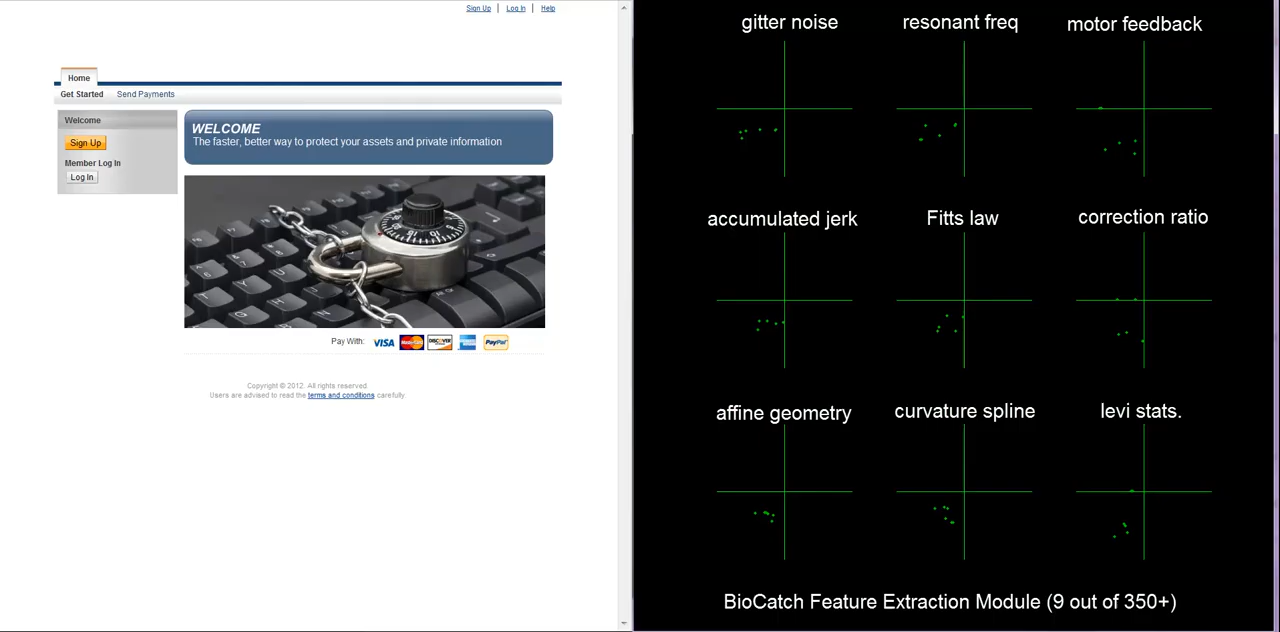 Sign Up | Log In | Help
Home
Get Started Send Payments
Welcome
Sign Up
Member Log In
Log In
WELCOME
The faster, better way to protect your assets and private information
Pay With: VISA MasterCard DISCOVER PayPal
Copyright © 2012. All rights reserved.
Users are advised to read the terms and conditions carefully
gitter noise resonant freq motor feedback
accumulated jerk Fitts law correction ratio
affine geometry curvature spline levi stats.
BioCatch Feature Extraction Module (9 out of 350+)